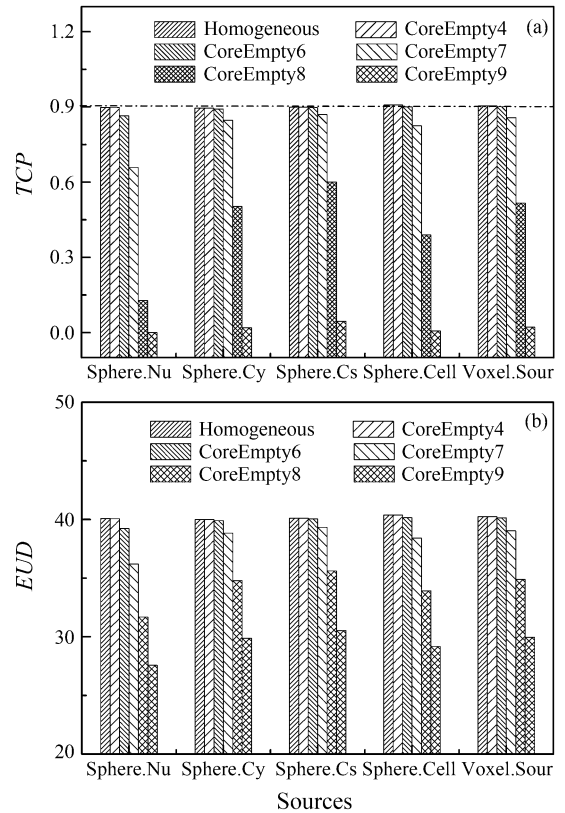 (a)
Homogeneous CoreEmpty4
CoreEmpty6 CoreEmpty7
CoreEmpty8 CoreEmpty9
1.2
0.9
0.6
0.3
0.0
TCP
Sphere.Nu Sphere.Cy Sphere.Cs Sphere.Cell Voxel.Sour
(b)
Homogeneous CoreEmpty4
CoreEmpty6 CoreEmpty7
CoreEmpty8 CoreEmpty9
50
40
30
20
EUD
Sphere.Nu Sphere.Cy Sphere.Cs Sphere.Cell Voxel.Sour
Sources